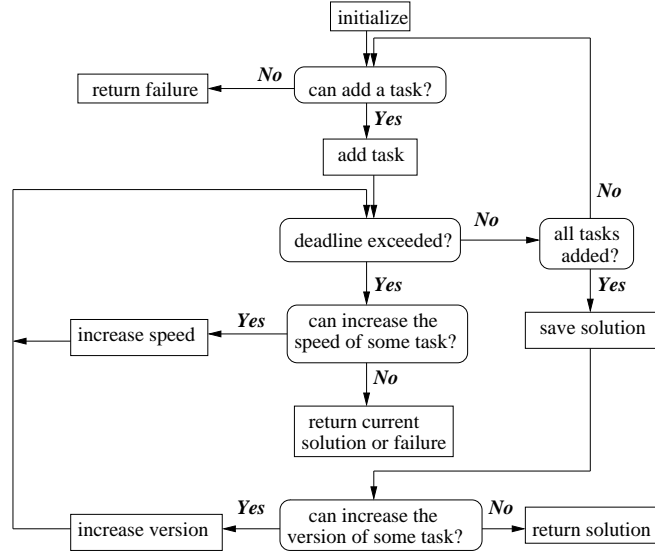 initialize
No
return failure
can add a task?
Yes
add task
No
No
deadline exceeded?
all tasks
added?
Yes
Yes
Yes
increase speed
can increase the
speed of some task?
save solution
No
return current
solution or failure
Yes
can increase the
version of some task?
No
increase version
return solution